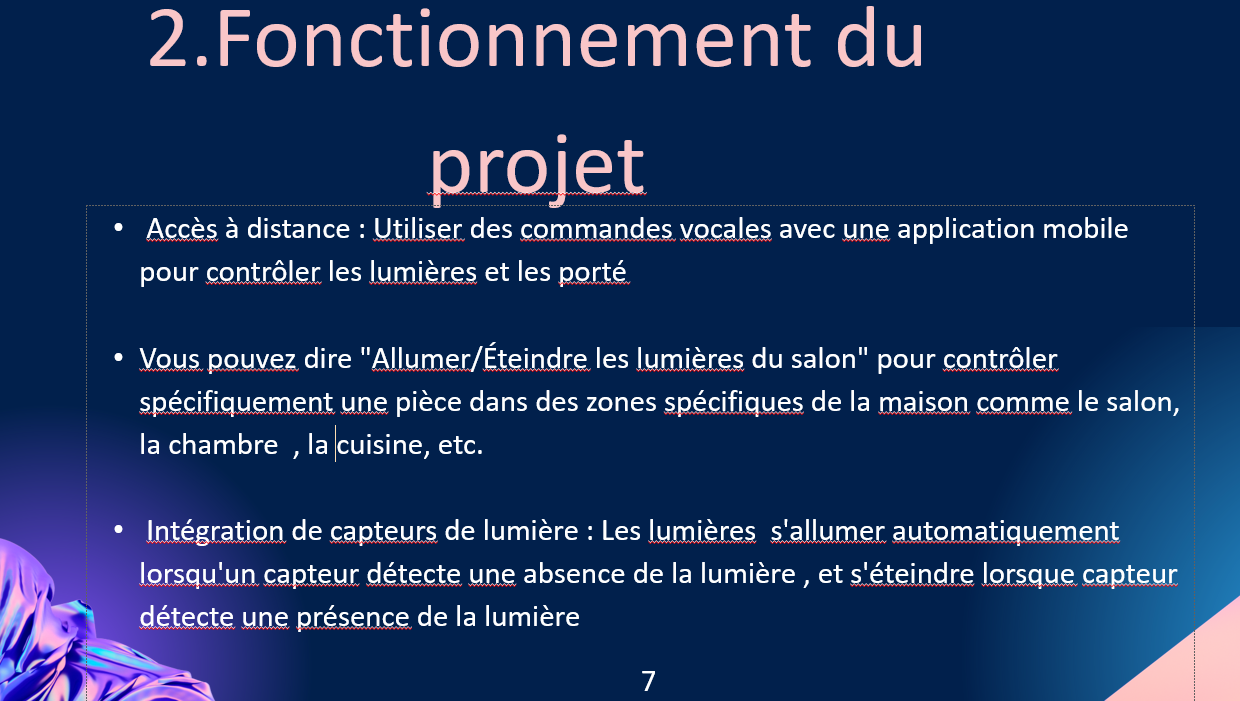 2.Fonctionnement du
projet
• Accès à distance : Utiliser des commandes vocales avec une application mobile
pour contrôler les lumières et les porté
• Vous pouvez dire "Allumer/Éteindre les lumières du salon" pour contrôler
spécifiquement une pièce dans des zones spécifiques de la maison comme le salon,
la chambre , la cuisine, etc.
• Intégration de capteurs de lumière : Les lumières s'allumer automatiquement
lorsqu'un capteur détecte une absence de la lumière , et s'éteindre lorsque capteur
détecte une présence de la lumière
7